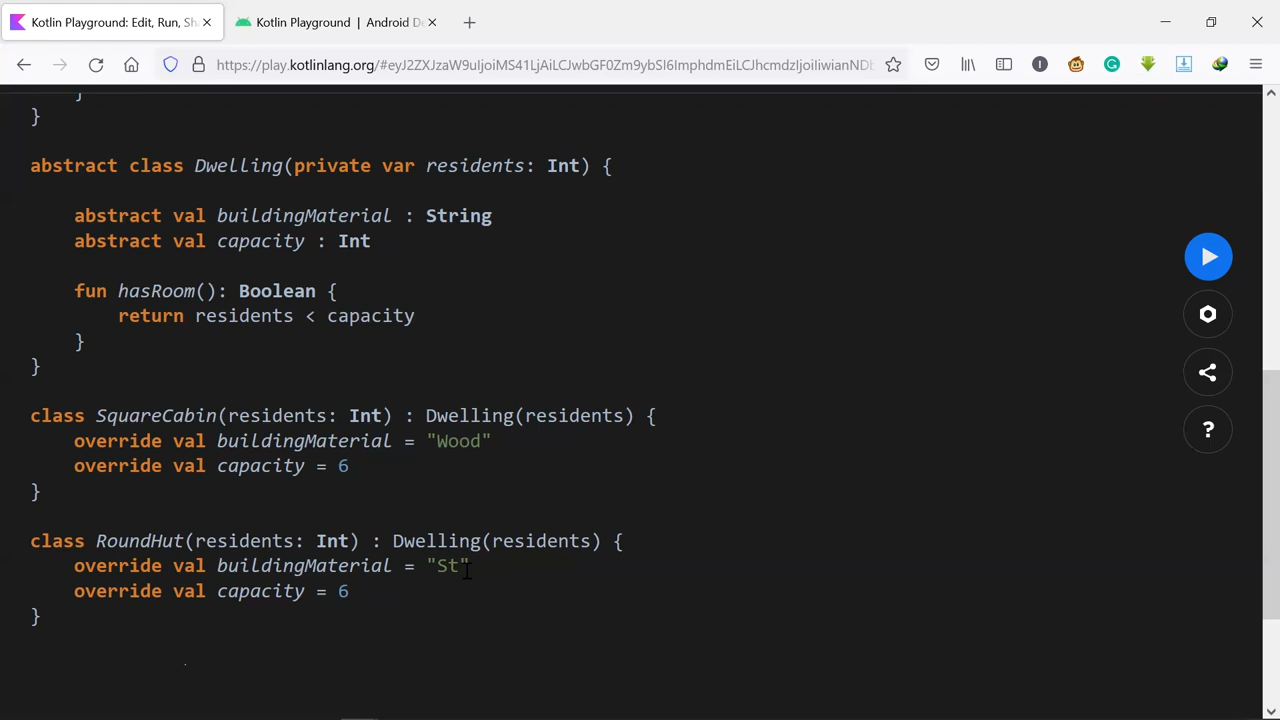 Kotlin Playground: Edit, Run, Sh
Kotlin Playground | Android De
https://play.kotlinlang.org/#eyJ2ZXJzaW9uIjoiMS41LjAiLCJwbGF0Zm9ybSI6ImphdmEiLCJhcmdzIjoiIiwianNDb
}
}
abstract class Dwelling(private var residents: Int) {
abstract val buildingMaterial : String
abstract val capacity : Int
fun hasRoom(): Boolean {
return residents < capacity
}
}
class SquareCabin(residents: Int) : Dwelling(residents) {
override val buildingMaterial = "Wood"
override val capacity = 6
}
class RoundHut(residents: Int) : Dwelling(residents) {
override val buildingMaterial = "St"
override val capacity = 6
}